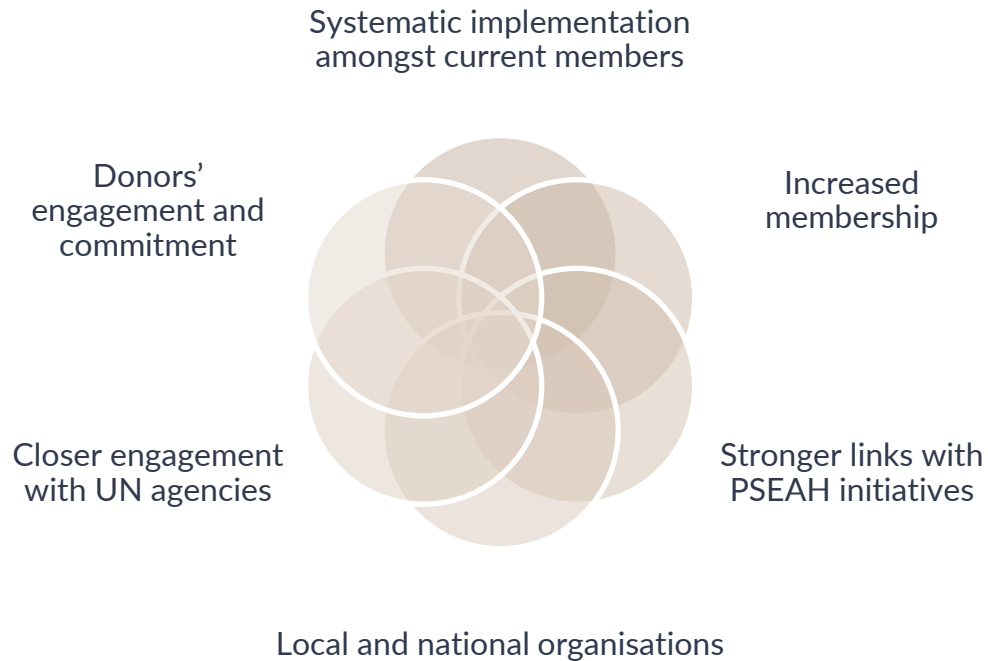 Systematic implementation
amongst current members
Donors’
engagement and
commitment
Increased
membership
Closer engagement
with UN agencies
Stronger links with
PSEAH initiatives
Local and national organisations